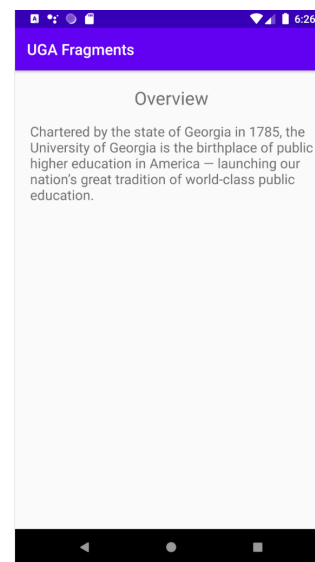 6:26
UGA Fragments
Overview
Chartered by the state of Georgia in 1785, the
University of Georgia is the birthplace of public
higher education in America — launching our
nation's great tradition of world-class public
education.